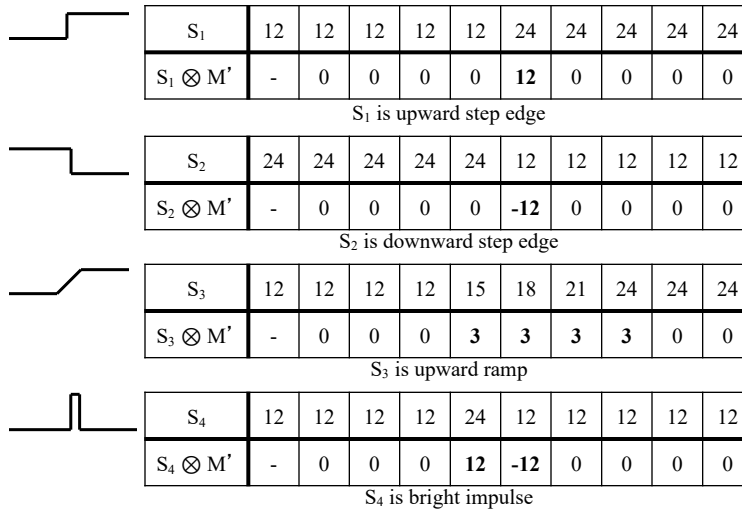 S₁ 12 12 12 12 12 24 24 24 24 24
S₁ ⊗ M' - 0 0 0 0 12 0 0 0 0
S₁ is upward step edge
S₂ 24 24 24 24 24 12 12 12 12 12
S₂ ⊗ M' - 0 0 0 0 -12 0 0 0 0
S₂ is downward step edge
S₃ 12 12 12 12 15 18 21 24 24 24
S₃ ⊗ M' - 0 0 0 3 3 3 3 0 0
S₃ is upward ramp
S₄ 12 12 12 12 24 12 12 12 12 12
S₄ ⊗ M' - 0 0 0 12 -12 0 0 0 0
S₄ is bright impulse